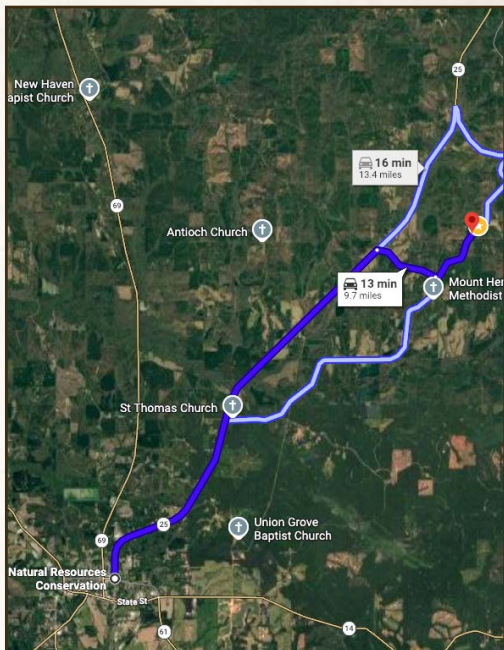 25
New Haven
apist Church
16 min
13.4 miles
69
Antioch Church
13 min
9.7 miles
Mount Her
Methodist
St Thomas Church
25
Union Grove
Baptist Church
69
Natural Resources
Conservation
State St
61
14